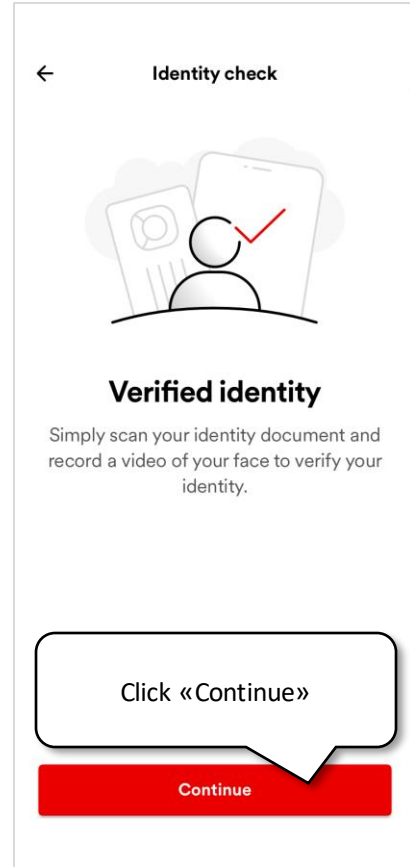 Identity check
Verified identity
Simply scan your identity document and
record a video of your face to verify your
identity.
Click «Continue»
Continue